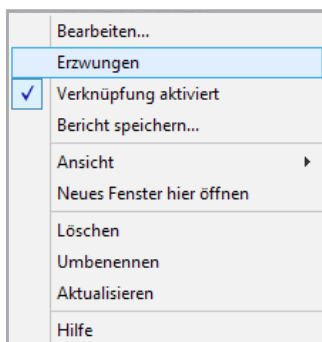 Bearbeiten...
Erzwungen
Verknüpfung aktiviert
Bericht speichern...
Ansicht
Neues Fenster hier öffnen
Löschen
Umbenennen
Aktualisieren
Hilfe